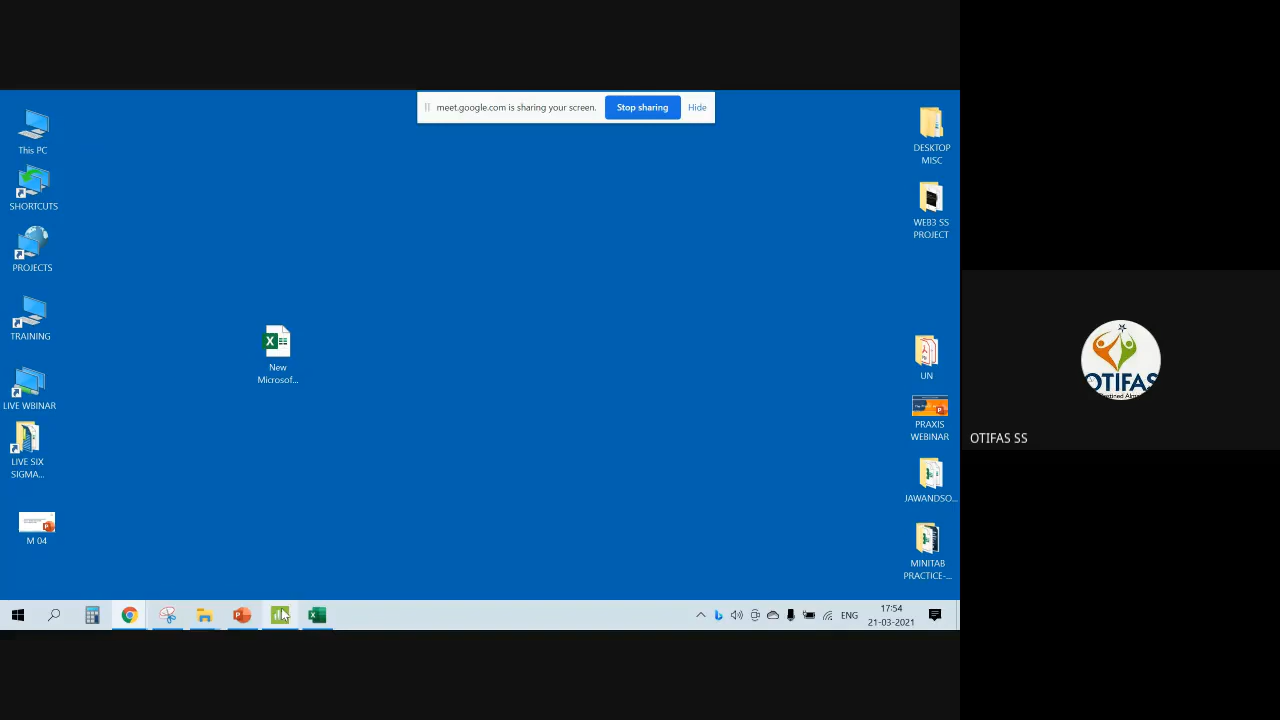 meet.google.com is sharing your screen.
Stop sharing
Hide
This PC
SHORTCUTS
PROJECTS
TRAINING
LIVE WBINAR
LIVE SIX
SIGMA...
M 04
New
Microsof...
DESKTOP
MISC
WEB3 SS
PROJECT
UN
PRAXIS
WEBINAR
JAWANDSO...
MINITAB
PRACTICE-...
ENG
17:54
21-03-2021
OTIFAS
OTIFAS SS